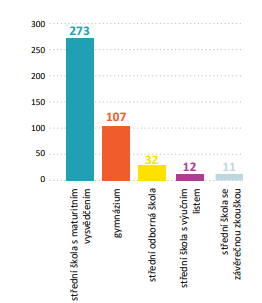 300
250
200
150
100
50
0
273
107
32
12
11
střední škola s maturitním
vysvědčením
gymnázium
střední odborná škola
střední škola s výučním
listem
střední škola se
závěrečnou zkouškou